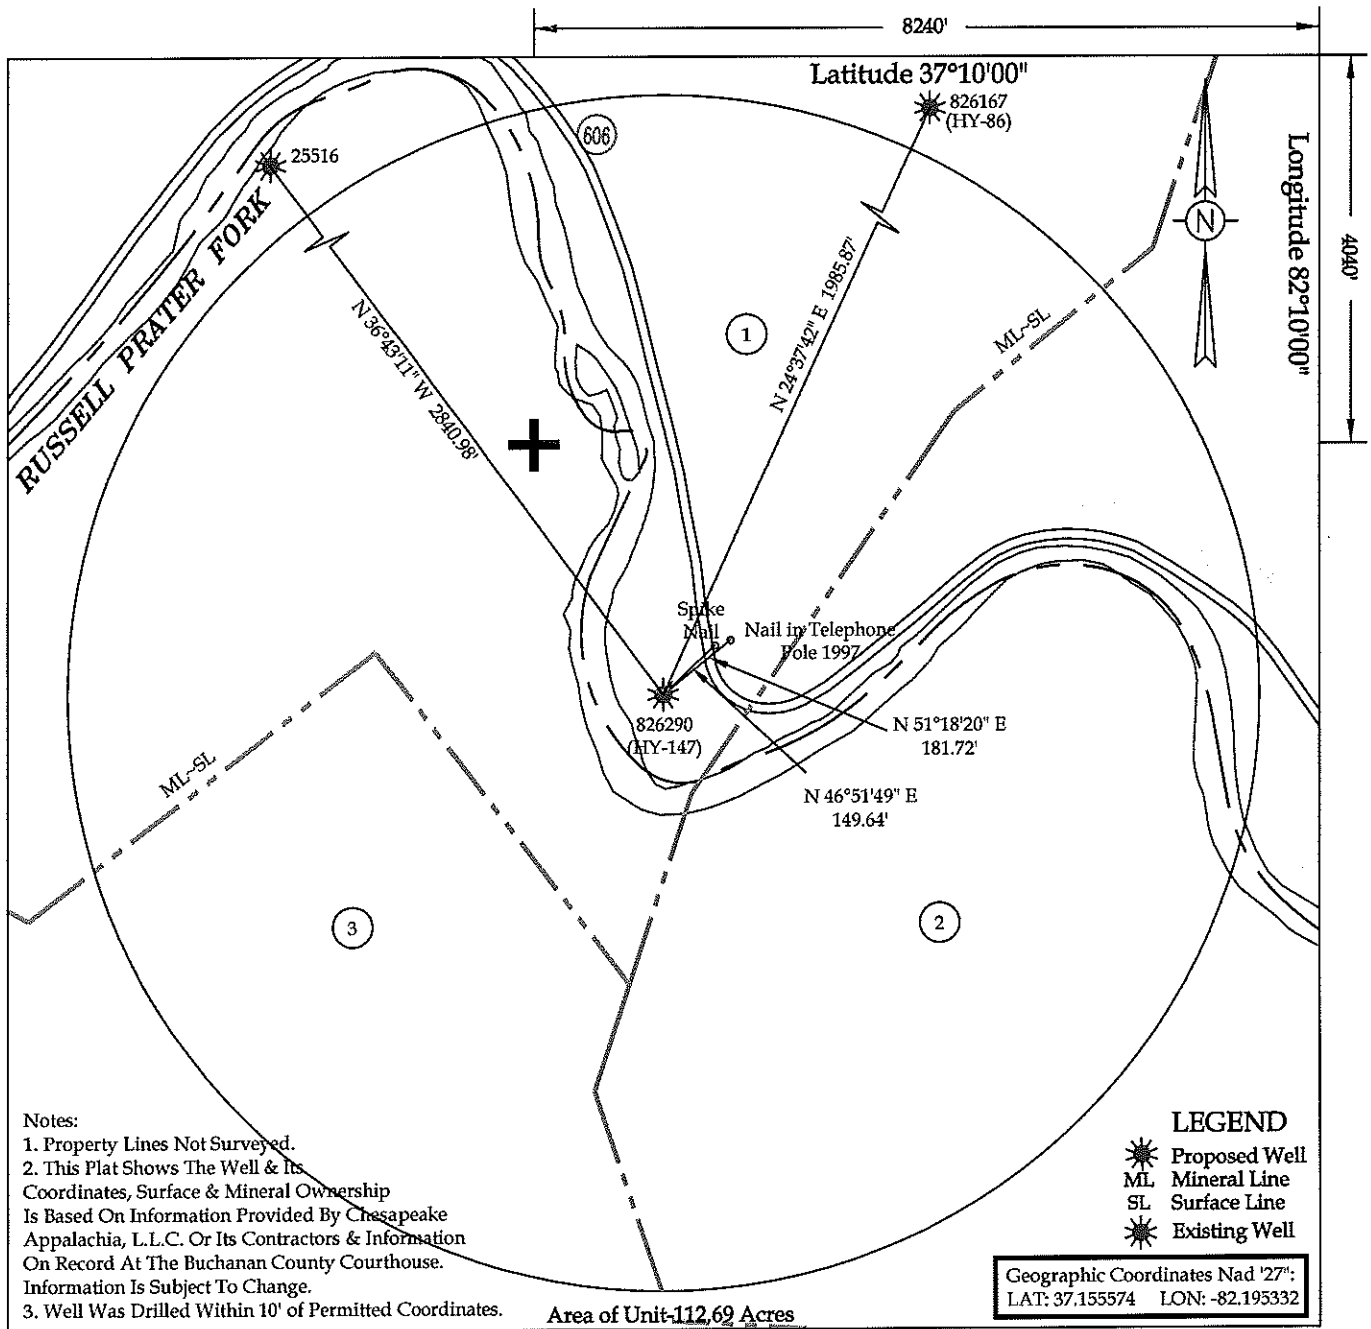 8240'
Latitude 37°10'00"
826167
(HY-86)
606
25516
Longitude 82°10'00"
4040'
N
RUSSELL PRATER FORK
N 36°43'11" W 2840.98'
N 24°37'42" E 1985.87'
1
ML~SL
Spike
Nail
Nail in Telephone
Pole 1997
826290
(HY-147)
N 51°18'20" E
181.72'
N 46°51'49" E
149.64'
ML~SL
3
2
Notes:
1. Property Lines Not Surveyed.
2. This Plat Shows The Well & Its
Coordinates, Surface & Mineral Ownership
Is Based On Information Provided By Chesapeake
Appalachia, L.L.C. Or Its Contractors & Information
On Record At The Buchanan County Courthouse.
Information Is Subject To Change.
3. Well Was Drilled Within 10' of Permitted Coordinates.
Area of Unit-112.69 Acres
LEGEND
Proposed Well
ML Mineral Line
SL Surface Line
Existing Well
Geographic Coordinates Nad '27":
LAT: 37.155574 LON: -82.195332